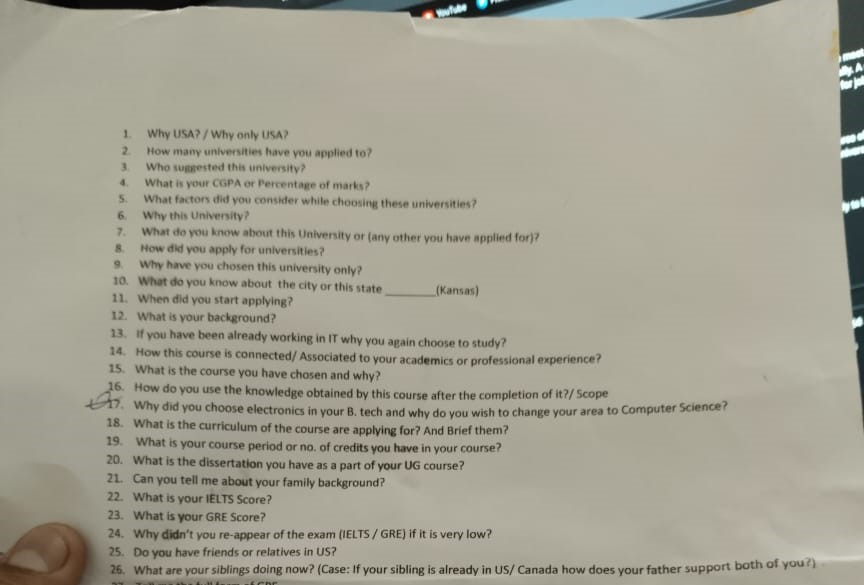 YouTube
1. Why USA? / Why only USA?
2. How many universities have you applied to?
3. Who suggested this university?
4. What is your CGPA or Percentage of marks?
5. What factors did you consider while choosing these universities?
6. Why this University?
7. What do you know about this University or (any other you have applied for)?
8. How did you apply for universities?
9. Why have you chosen this university only?
10. What do you know about the city or this state ________(Kansas)
11. When did you start applying?
12. What is your background?
13. If you have been already working in IT why you again choose to study?
14. How this course is connected/ Associated to your academics or professional experience?
15. What is the course you have chosen and why?
16. How do you use the knowledge obtained by this course after the completion of it?/ Scope
17. Why did you choose electronics in your B. tech and why do you wish to change your area to Computer Science?
18. What is the curriculum of the course are applying for? And Brief them?
19. What is your course period or no. of credits you have in your course?
20. What is the dissertation you have as a part of your UG course?
21. Can you tell me about your family background?
22. What is your IELTS Score?
23. What is your GRE Score?
24. Why didn't you re-appear of the exam (IELTS / GRE) if it is very low?
25. Do you have friends or relatives in US?
26. What are your siblings doing now? (Case: If your sibling is already in US/ Canada how does your father support both of you?)